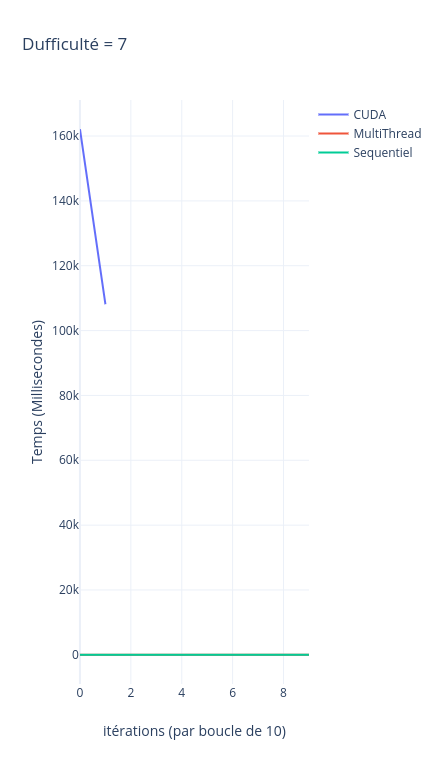 Dufficulté = 7
CUDA
MultiThread
Sequentiel
160k
140k
120k
100k
80k
60k
40k
20k
0
Temps (Millisecondes)
0 2 4 6 8
itérations (par boucle de 10)